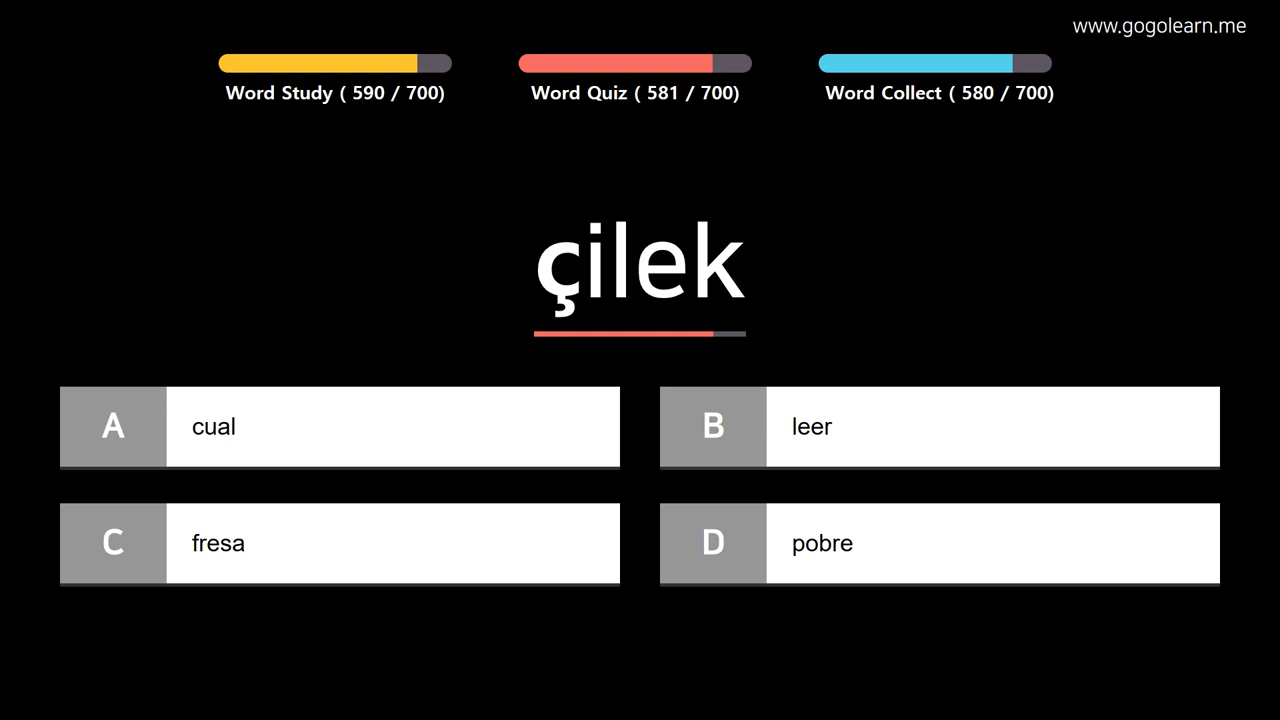 www.gogolearn.me
Word Study ( 590 / 700)
Word Quiz ( 581 / 700)
Word Collect ( 580 / 700)
çilek
A cual
B leer
C fresa
D pobre